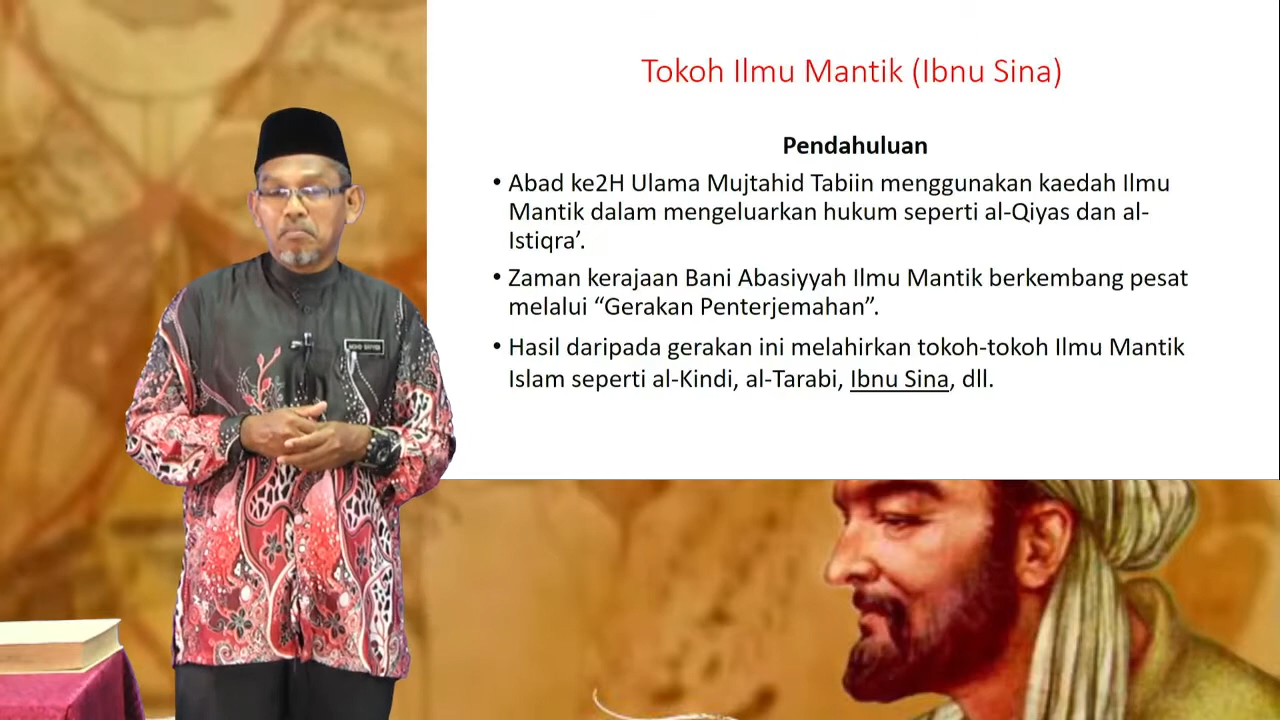 Tokoh Ilmu Mantik (Ibnu Sina)
Pendahuluan
• Abad ke2H Ulama Mujtahid Tabiin menggunakan kaedah Ilmu
Mantik dalam mengeluarkan hukum seperti al-Qiyas dan al-
Istiqra’.
• Zaman kerajaan Bani Abasiyyah Ilmu Mantik berkembang pesat
melalui “Gerakan Penterjemahan”.
• Hasil daripada gerakan ini melahirkan tokoh-tokoh Ilmu Mantik
Islam seperti al-Kindi, al-Tarabi, Ibnu Sina, dll.